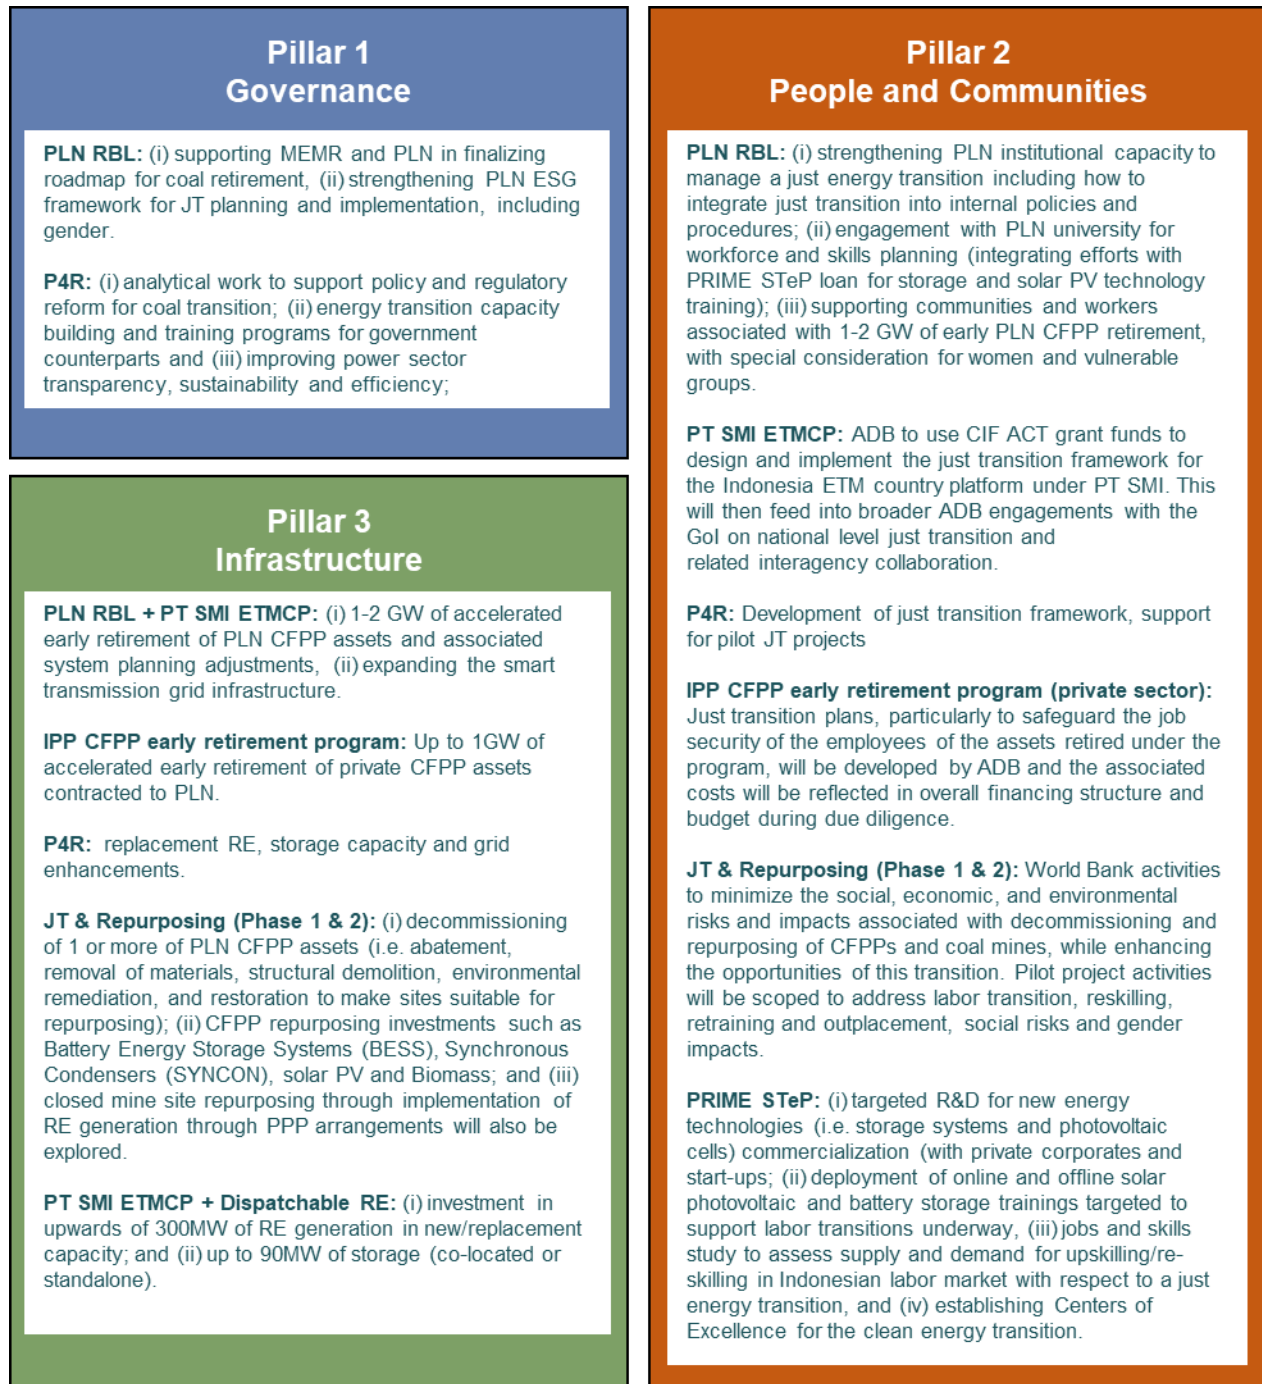 Pillar 1
Governance
PLN RBL: (i) supporting MEMR and PLN in finalizing
roadmap for coal retirement, (ii) strengthening PLN ESG
framework for JT planning and implementation, including
gender.
P4R: (i) analytical work to support policy and regulatory
reform for coal transition; (ii) energy transition capacity
building and training programs for government
counterparts and (iii) improving power sector
transparency, sustainability and efficiency;
Pillar 2
People and Communities
PLN RBL: (i) strengthening PLN institutional capacity to
manage a just energy transition including how to
integrate just transition into internal policies and
procedures; (ii) engagement with PLN university for
workforce and skills planning (integrating efforts with
PRIME STeP loan for storage and solar PV technology
training); (iii) supporting communities and workers
associated with 1-2 GW of early PLN CFPP retirement,
with special consideration for women and vulnerable
groups.
PT SMI ETMCP: ADB to use CIF ACT grant funds to
design and implement the just transition framework for
the Indonesia ETM country platform under PT SMI. This
will then feed into broader ADB engagements with the
GoI on national level just transition and
related interagency collaboration.
P4R: Development of just transition framework, support
for pilot JT projects
IPP CFPP early retirement program (private sector):
Just transition plans, particularly to safeguard the job
security of the employees of the assets retired under the
program, will be developed by ADB and the associated
costs will be reflected in overall financing structure and
budget during due diligence.
JT & Repurposing (Phase 1 & 2): World Bank activities
to minimize the social, economic, and environmental
risks and impacts associated with decommissioning and
repurposing of CFPPs and coal mines, while enhancing
the opportunities of this transition. Pilot project activities
will be scoped to address labor transition, reskilling,
retraining and outplacement, social risks and gender
impacts.
PRIME STeP: (i) targeted R&D for new energy
technologies (i.e. storage systems and photovoltaic
cells) commercialization (with private corporates and
start-ups; (ii) deployment of online and offline solar
photovoltaic and battery storage trainings targeted to
support labor transitions underway, (iii) jobs and skills
study to assess supply and demand for upskilling/re-
skilling in Indonesian labor market with respect to a just
energy transition, and (iv) establishing Centers of
Excellence for the clean energy transition.
Pillar 3
Infrastructure
PLN RBL + PT SMI ETMCP: (i) 1-2 GW of accelerated
early retirement of PLN CFPP assets and associated
system planning adjustments, (ii) expanding the smart
transmission grid infrastructure.
IPP CFPP early retirement program: Up to 1GW of
accelerated early retirement of private CFPP assets
contracted to PLN.
P4R: replacement RE, storage capacity and grid
enhancements.
JT & Repurposing (Phase 1 & 2): (i) decommissioning
of 1 or more of PLN CFPP assets (i.e. abatement,
removal of materials, structural demolition, environmental
remediation, and restoration to make sites suitable for
repurposing); (ii) CFPP repurposing investments such as
Battery Energy Storage Systems (BESS), Synchronous
Condensers (SYNCON), solar PV and Biomass; and (iii)
closed mine site repurposing through implementation of
RE generation through PPP arrangements will also be
explored.
PT SMI ETMCP + Dispatchable RE: (i) investment in
upwards of 300MW of RE generation in new/replacement
capacity; and (ii) up to 90MW of storage (co-located or
standalone).